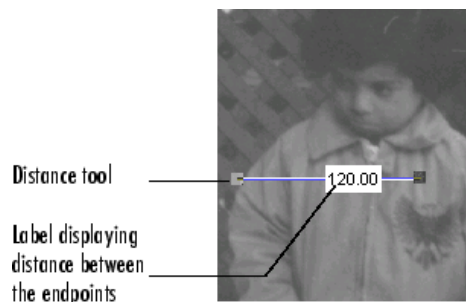 120.00
Distance tool
Label displaying
distance between
the endpoints